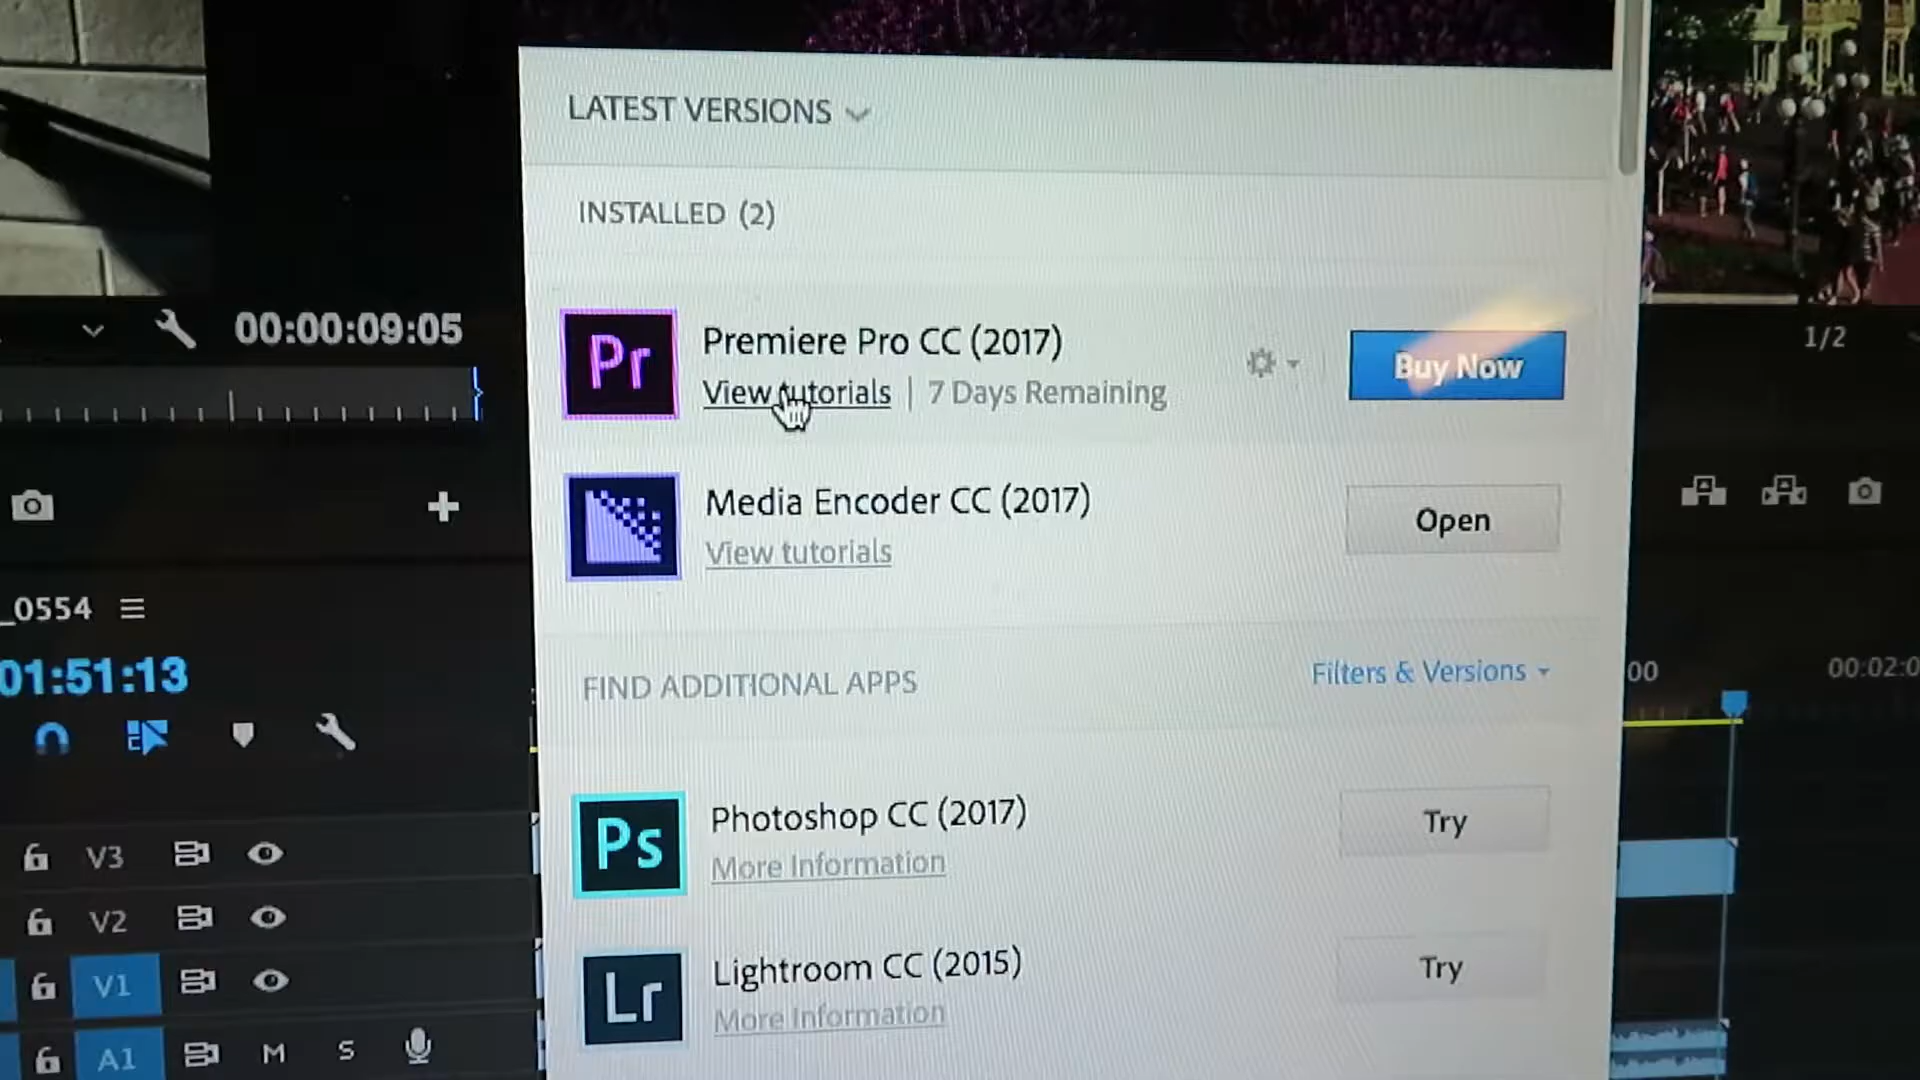 LATEST VERSIONS
INSTALLED (2)
00:00:09:05
1/2
Pr
Premiere Pro CC (2017)
View tutorials | 7 Days Remaining
Buy Now
Media Encoder CC (2017)
View tutorials
Open
_0554
01:51:13
FIND ADDITIONAL APPS
Filters & Versions
00
00:02:0
Ps
Photoshop CC (2017)
More Information
Try
V3
V2
Lr
Lightroom CC (2015)
More Information
Try
V1
A1
M
S